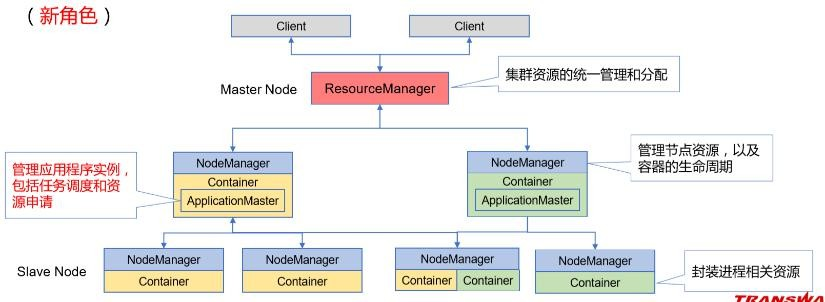 （新角色）
Client
Client
Master Node
ResourceManager
集群资源的统一管理和分配
管理应用程序实例，
包括任务调度和资
源申请
NodeManager
Container
ApplicationMaster
NodeManager
Container
ApplicationMaster
管理节点资源，以及
容器的生命周期
Slave Node
NodeManager
Container
NodeManager
Container
NodeManager
Container
Container
NodeManager
Container
封装进程相关资源